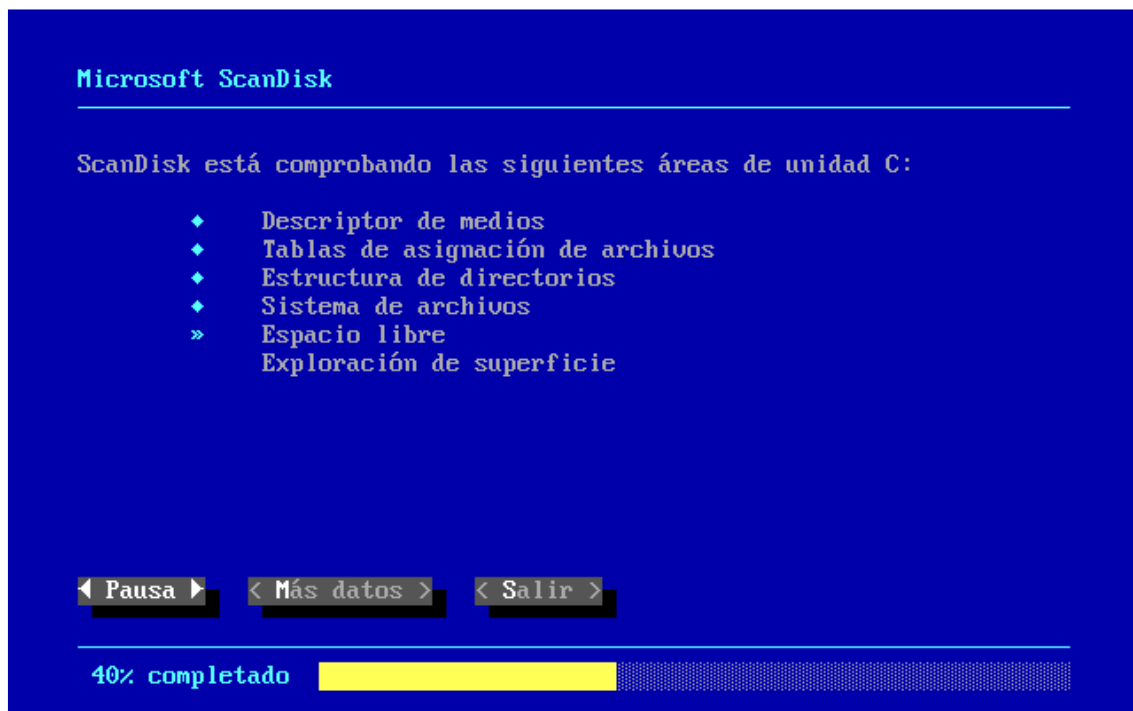 Microsoft ScanDisk
ScanDisk está comprobando las siguientes áreas de unidad C:
♦ Descriptor de medios
♦ Tablas de asignación de archivos
♦ Estructura de directorios
♦ Sistema de archivos
» Espacio libre
Exploración de superficie
◄ Pausa ► < Más datos > < Salir >
40% completado